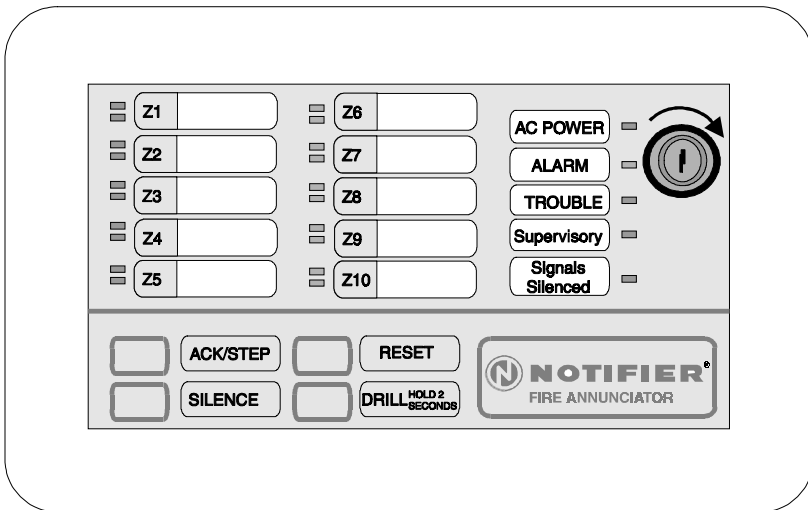 Z1
Z2
Z3
Z4
Z5
Z6
Z7
Z8
Z9
Z10
AC POWER
ALARM
TROUBLE
Supervisory
Signals
Silenced
ACK/STEP
RESET
SILENCE
DRILL HOLD 2 SECONDS
N NOTIFIER®
FIRE ANNUNCIATOR